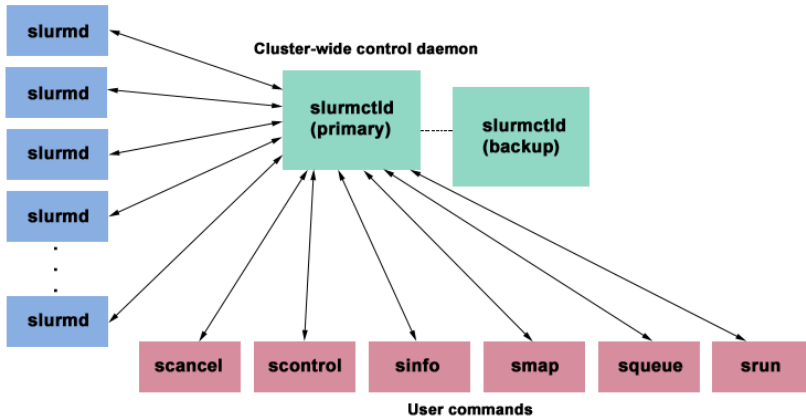 slurmd
Cluster-wide control daemon
slurmd
slurmctld
(primary)
slurmctld
(backup)
slurmd
slurmd
slurmd
scancel
scontrol
sinfo
smap
squeue
srun
User commands